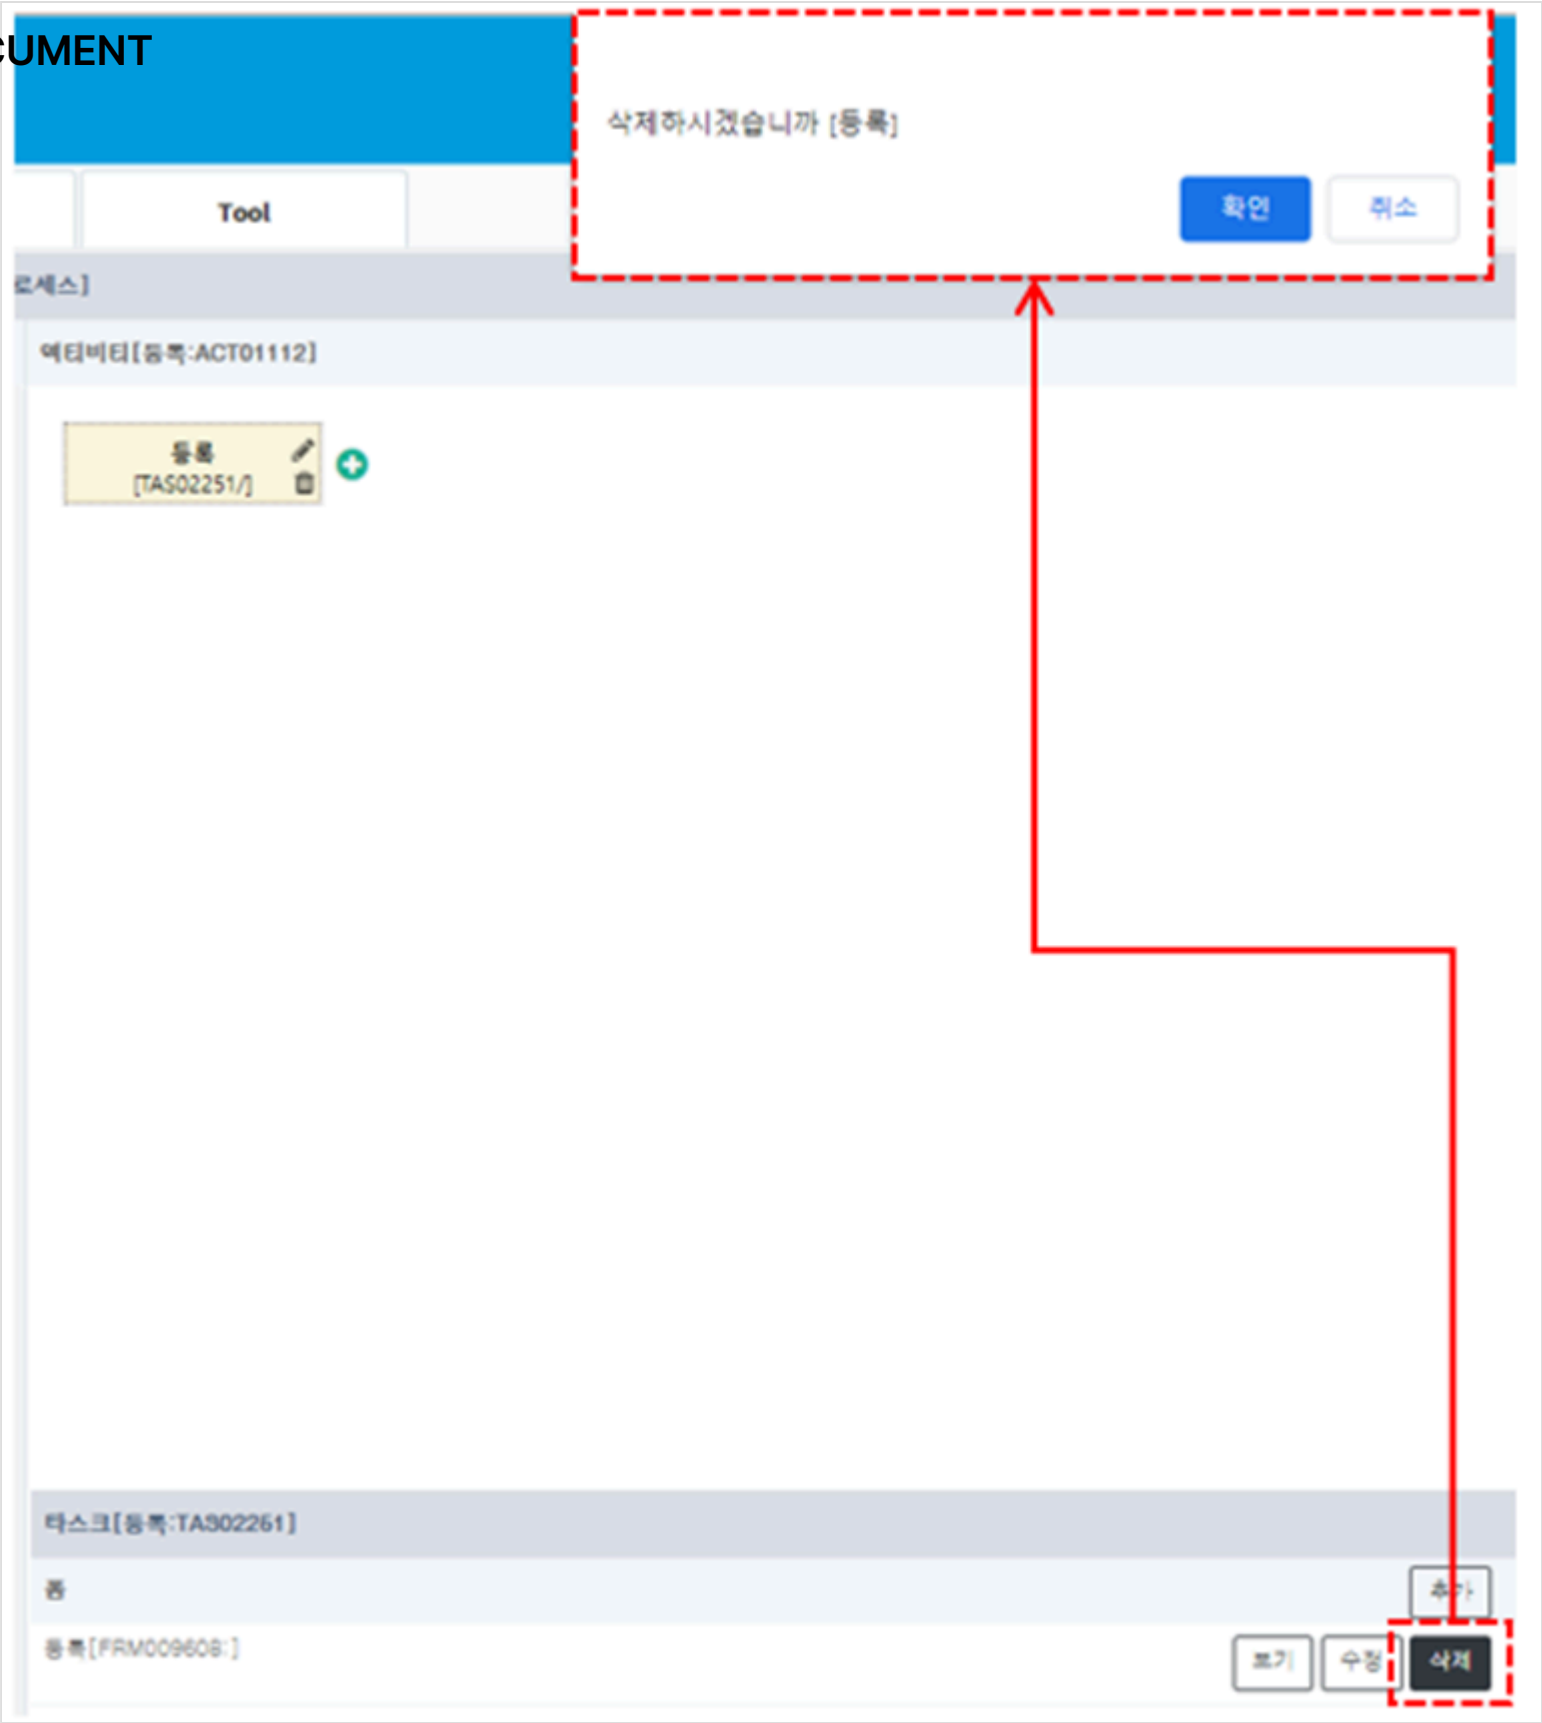 CUMENT
삭제하시겠습니까 [등록]
확인 취소
Tool
로세스]
액티비티[등록:ACT01112]
등록
[TAS02251/]
타스크[등록:TAS02251]
폼
추가
등록[FRM009608:]
보기 수정 삭제